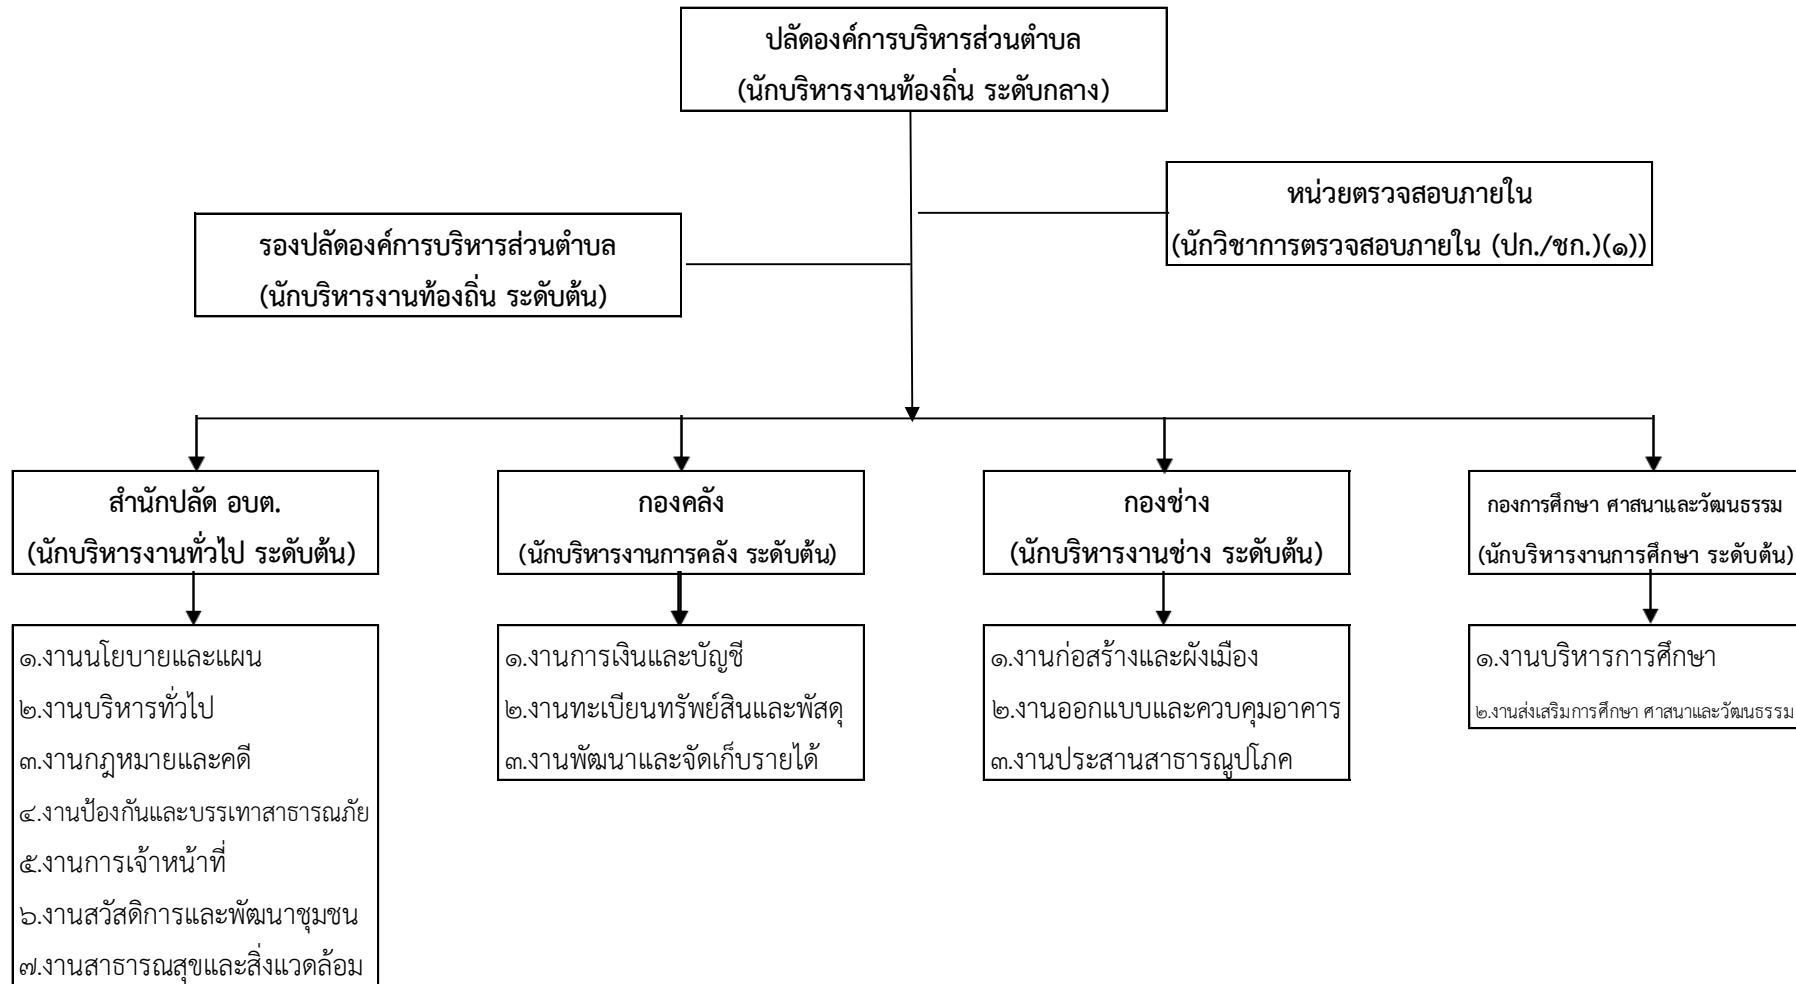 ปลัดองค์การบริหารส่วนตำบล
(นักบริหารงานท้องถิ่น ระดับกลาง)
หน่วยตรวจสอบภายใน
(นักวิชาการตรวจสอบภายใน (ปก./ชก.)(๑))
รองปลัดองค์การบริหารส่วนตำบล
(นักบริหารงานท้องถิ่น ระดับต้น)
สำนักปลัด อบต.
(นักบริหารงานทั่วไป ระดับต้น)
กองคลัง
(นักบริหารงานการคลัง ระดับต้น)
กองช่าง
(นักบริหารงานช่าง ระดับต้น)
กองการศึกษา ศาสนาและวัฒนธรรม
(นักบริหารงานการศึกษา ระดับต้น)
๑.งานนโยบายและแผน
๒.งานบริหารทั่วไป
๓.งานกฎหมายและคดี
๔.งานป้องกันและบรรเทาสาธารณภัย
๕.งานการเจ้าหน้าที่
๖.งานสวัสดิการและพัฒนาชุมชน
๗.งานสาธารณสุขและสิ่งแวดล้อม
๑.งานการเงินและบัญชี
๒.งานทะเบียนทรัพย์สินและพัสดุ
๓.งานพัฒนาและจัดเก็บรายได้
๑.งานก่อสร้างและผังเมือง
๒.งานออกแบบและควบคุมอาคาร
๓.งานประสานสาธารณูปโภค
๑.งานบริหารการศึกษา
๒.งานส่งเสริมการศึกษา ศาสนาและวัฒนธรรม